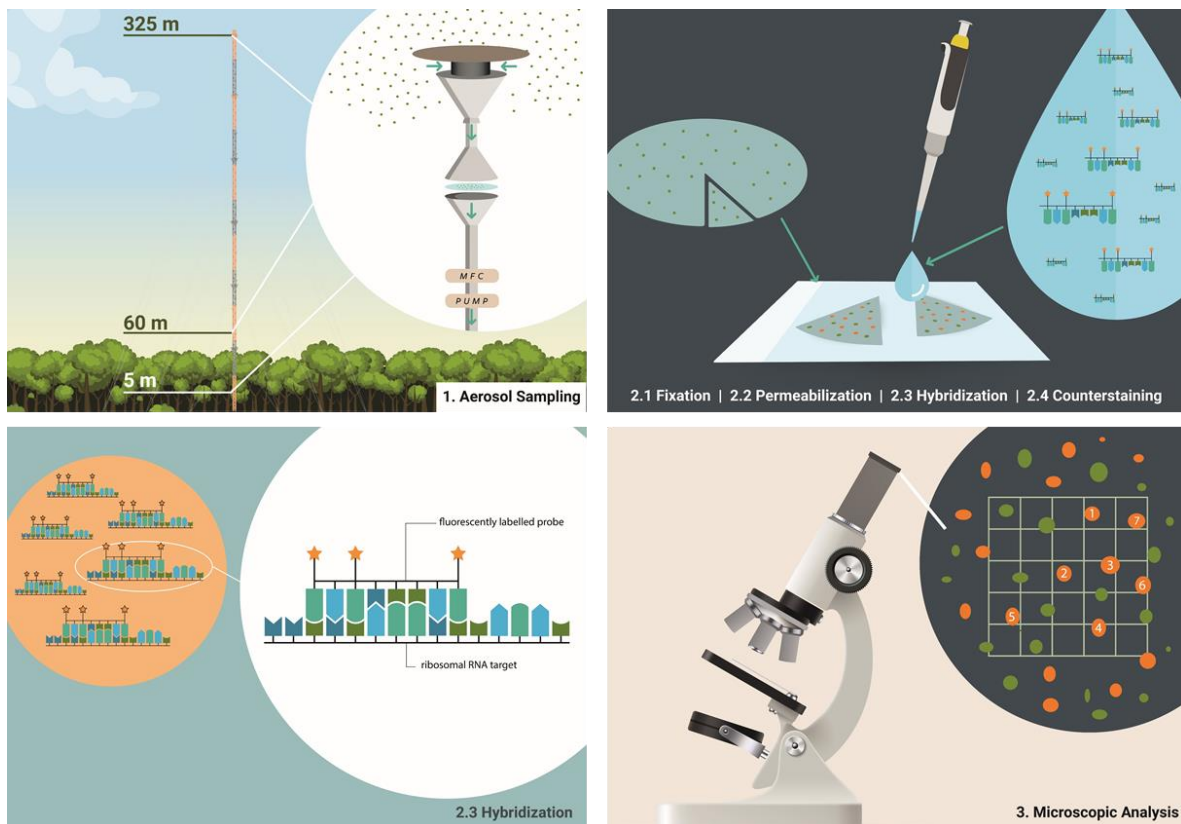 325 m
60 m
5 m
MFC
PUMP
1. Aerosol Sampling
2.1 Fixation | 2.2 Permeabilization | 2.3 Hybridization | 2.4 Counterstaining
fluorescently labelled probe
ribosomal RNA target
2.3 Hybridization
1
7
3
2
6
5
4
3. Microscopic Analysis